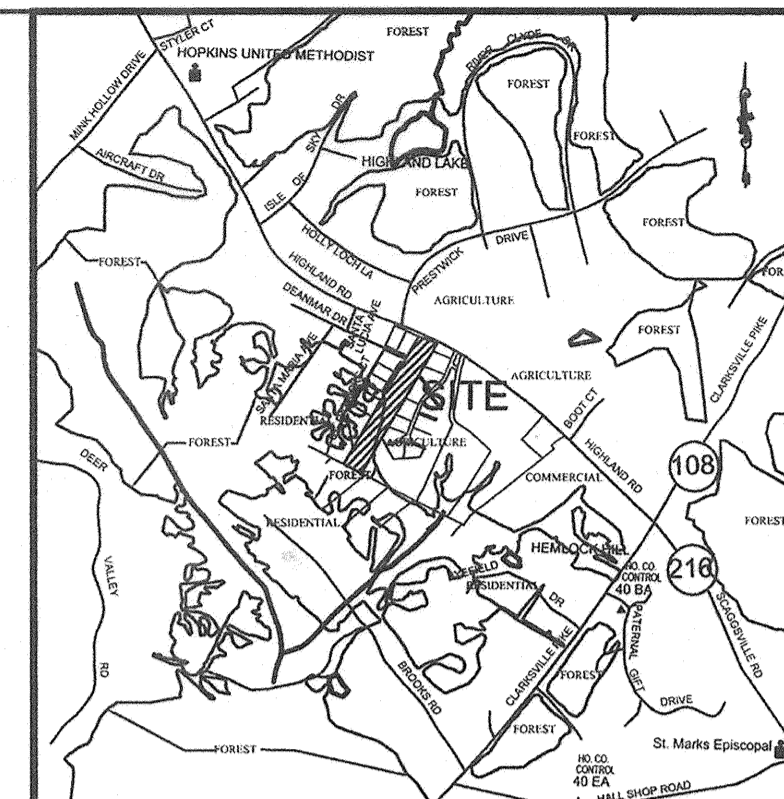 STYLER CT
FOREST
HOPKINS UNITED METHODIST
RIVER CLYDE
MINK HOLLOW DRIVE
FOREST
FOREST
AIRCRAFT DR
ISLE OF SKY DR
HIGHLAND LAKE
FOREST
FOREST
HOLLY LOCH LA
PRESTWICK DRIVE
FOREST
HIGHLAND RD
DEANMAR DR
AGRICULTURE
SANTA
LUCIA AVE
FOREST
CLARKSVILLE PIKE
SANTA MARIA AVE
AGRICULTURE
SITE
BOOT CT
RESIDENTIAL
AGRICULTURE
FOREST
HIGHLAND RD
108
DEER
FOREST
COMMERCIAL
RESIDENTIAL
FOREST
HEMLOCK HILL
216
VALLEY
HO. CO.
CONTROL
40 BA
RESIDENTIAL
DR
PATERNAL GIFT
SCAGGSVILLE RD
RD
BROOKS RD
CLARKSVILLE PIKE
FOREST
DRIVE
FOREST
FOREST
St. Marks Episcopal
HO. CO.
CONTROL
40 EA
HALL SHOP ROAD